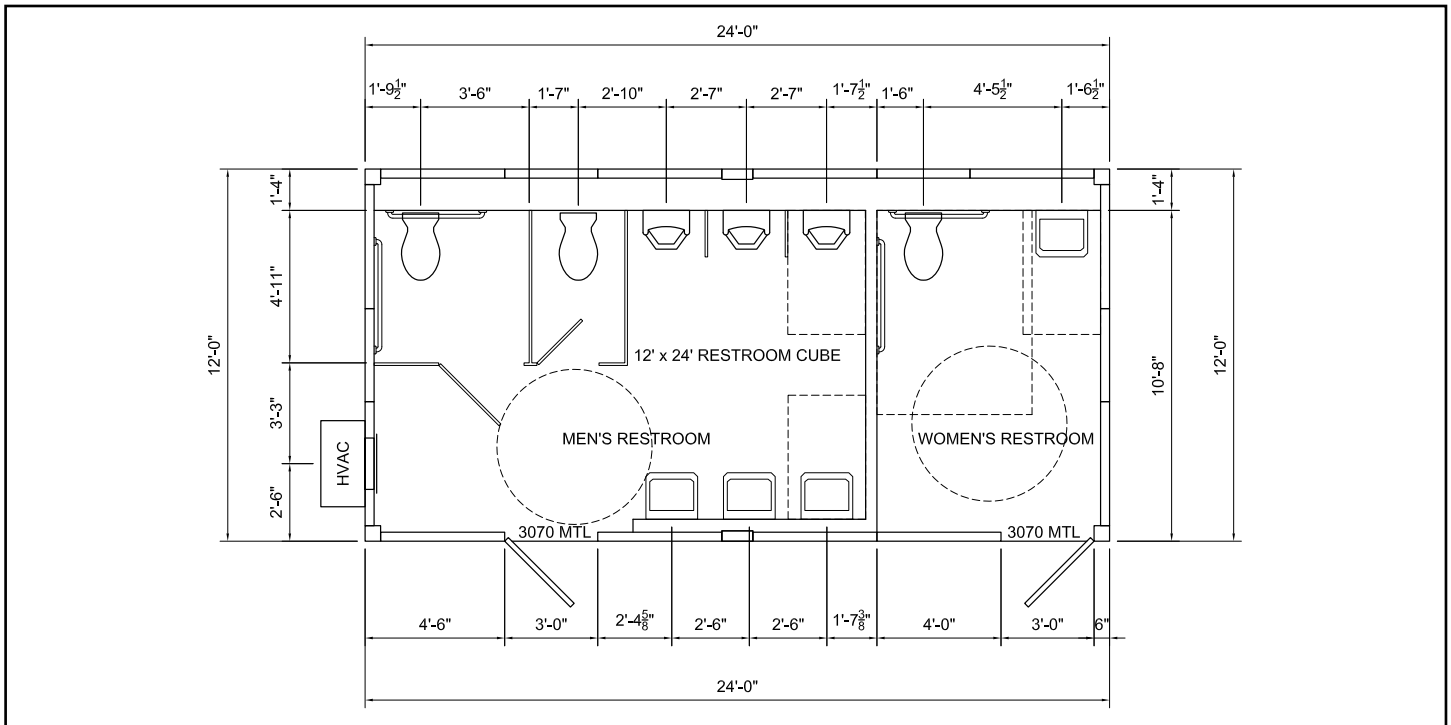 24'-0"
1'-9½" 3'-6" 1'-7" 2'-10" 2'-7" 2'-7" 1'-7½" 1'-6" 4'-5½" 1'-6½"
1'-4"
4'-11"
3'-3"
2'-6"
12'-0"
HVAC
12' x 24' RESTROOM CUBE
MEN'S RESTROOM
WOMEN'S RESTROOM
3070 MTL
3070 MTL
1'-4"
10'-8"
12'-0"
4'-6" 3'-0" 2'-4⅝" 2'-6" 2'-6" 1'-7⅜" 4'-0" 3'-0" 6"
24'-0"